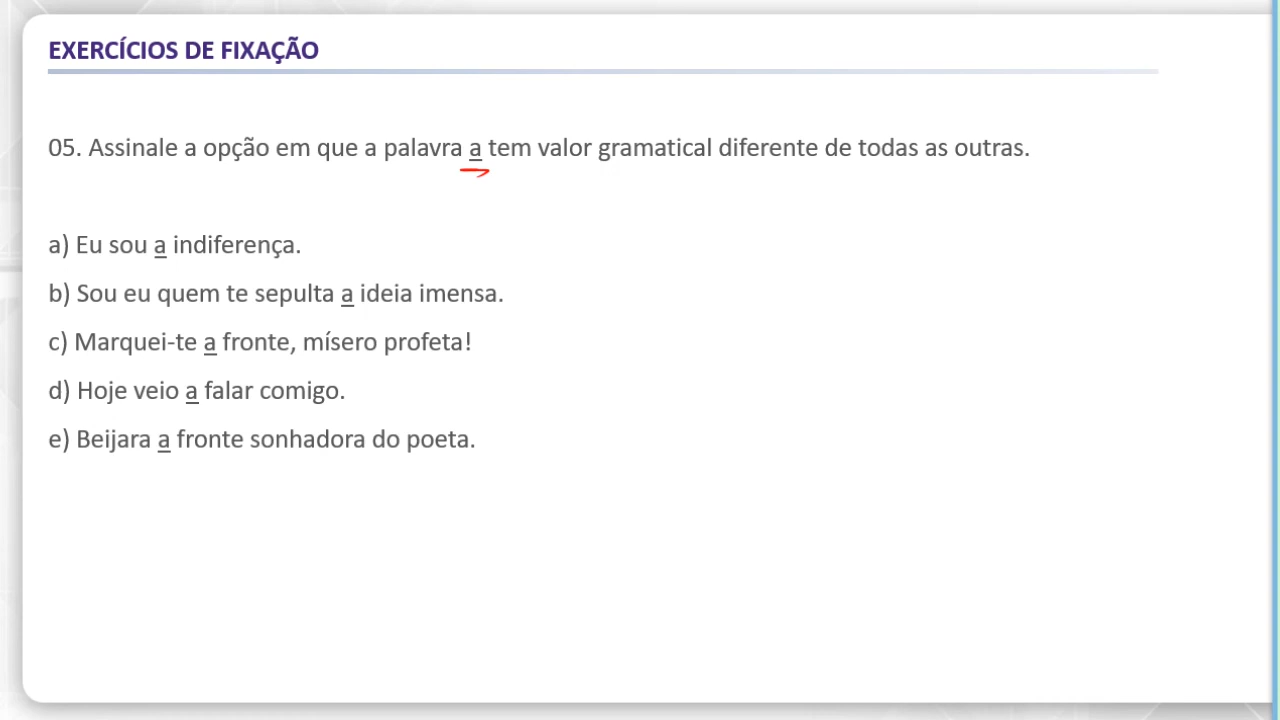 EXERCÍCIOS DE FIXAÇÃO
05. Assinale a opção em que a palavra a tem valor gramatical diferente de todas as outras.
a) Eu sou a indiferença.
b) Sou eu quem te sepulta a ideia imensa.
c) Marquei-te a fronte, mísero profeta!
d) Hoje veio a falar comigo.
e) Beijara a fronte sonhadora do poeta.